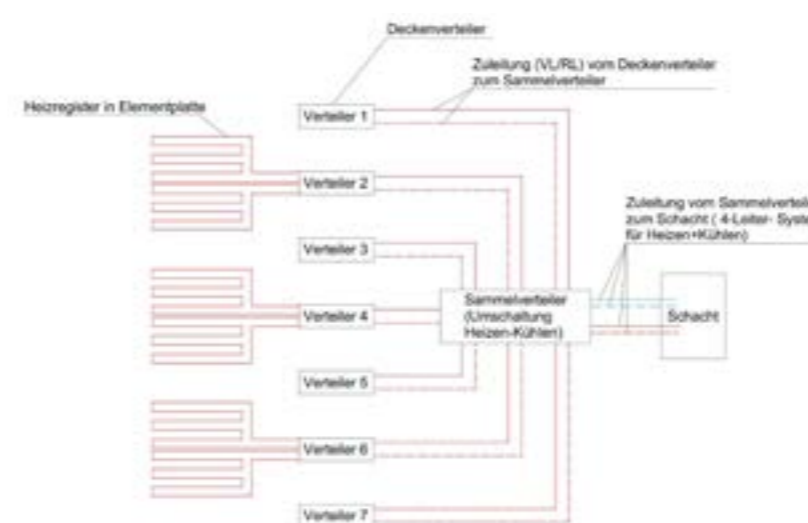 Deckenverteiler
Zuleitung (VL/RL) vom Deckenverteiler
zum Sammelverteiler
Heizregister in Elementplatte
Verteiler 1
Verteiler 2
Zuleitung vom Sammelverteil
zum Schacht ( 4-Leiter- Syste
für Heizen+Kühlen)
Verteiler 3
Sammelverteiler
(Umschaltung
Heizen-Kühlen)
Schacht
Verteiler 4
Verteiler 5
Verteiler 6
Verteiler 7